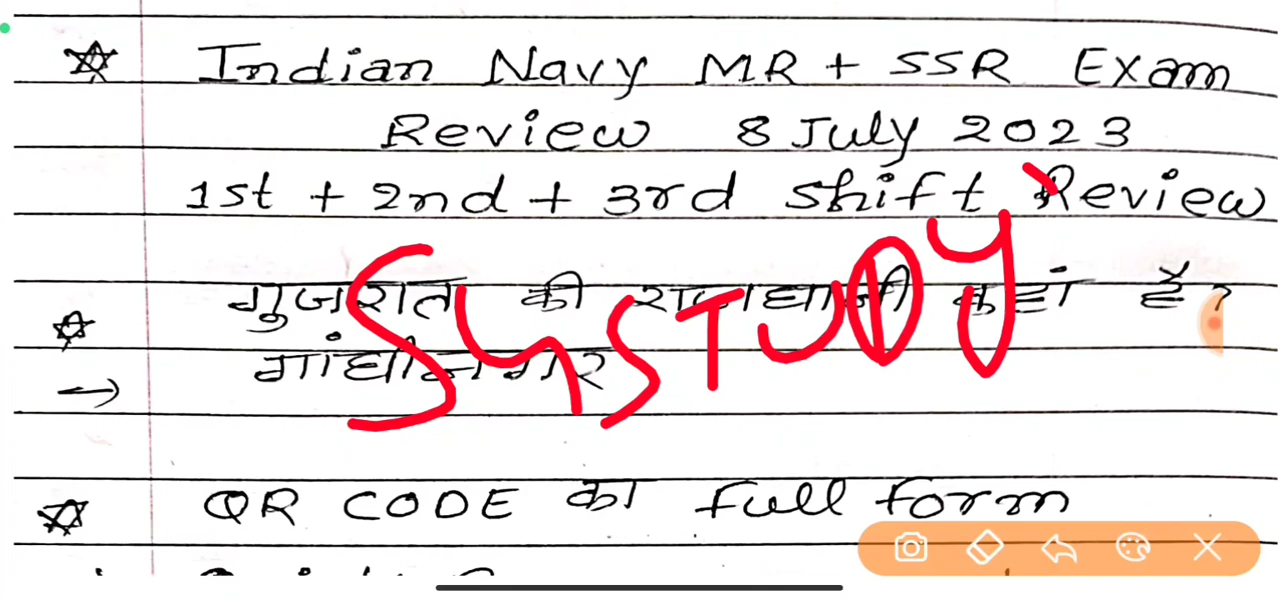 Indian Navy MR + SSR Exam
Review 8 July 2023
1st + 2nd + 3rd Shift Review
गुजरात की राजधानी कहां है?
गांधीनगर
SYSTUDY
QR CODE का full form